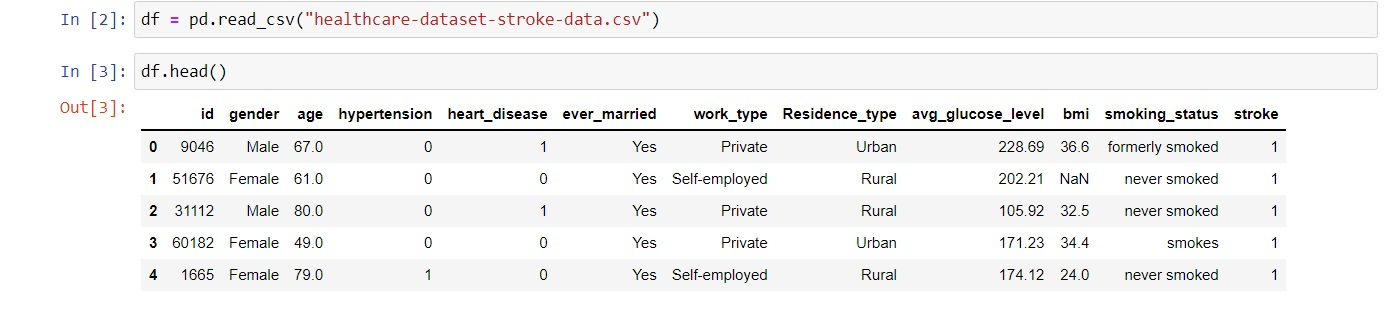 In [2]: df = pd.read_csv("healthcare-dataset-stroke-data.csv")
In [3]: df.head()
Out[3]:
id gender age hypertension heart_disease ever_married work_type Residence_type avg_glucose_level bmi smoking_status stroke
0 9046 Male 67.0 0 1 Yes Private Urban 228.69 36.6 formerly smoked 1
1 51676 Female 61.0 0 0 Yes Self-employed Rural 202.21 NaN never smoked 1
2 31112 Male 80.0 0 1 Yes Private Rural 105.92 32.5 never smoked 1
3 60182 Female 49.0 0 0 Yes Private Urban 171.23 34.4 smokes 1
4 1665 Female 79.0 1 0 Yes Self-employed Rural 174.12 24.0 never smoked 1